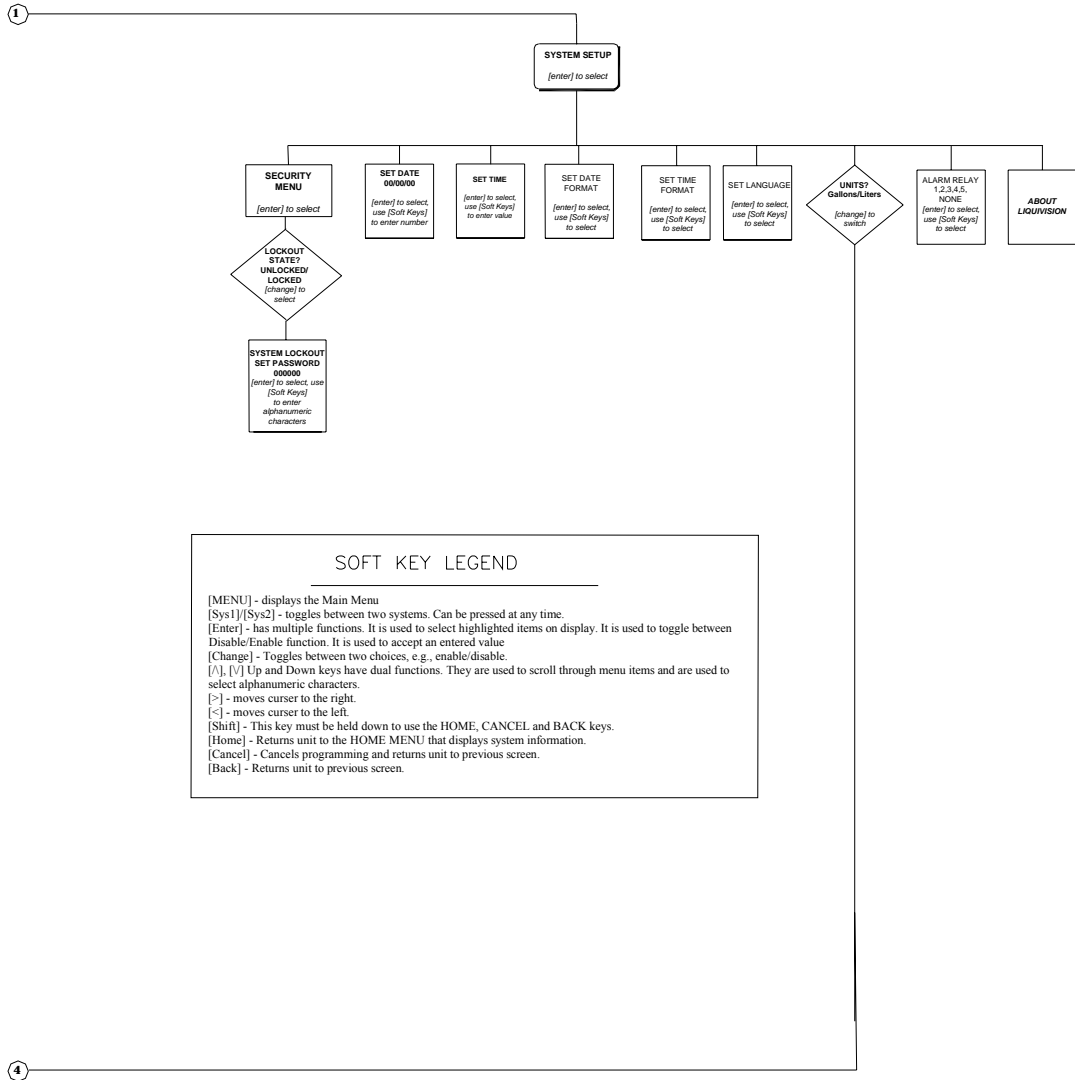 1
SYSTEM SETUP
[enter] to select
SECURITY
MENU
[enter] to select
LOCKOUT
STATE?
UNLOCKED/
LOCKED
[change] to
select
SYSTEM LOCKOUT
SET PASSWORD
000000
[enter] to select, use
[Soft Keys]
to enter
alphanumeric
characters
SET DATE
00/00/00
[enter] to select,
use [Soft Keys]
to enter number
SET TIME
[enter] to select,
use [Soft Keys]
to enter value
SET DATE
FORMAT
[enter] to select,
use [Soft Keys]
to select
SET TIME
FORMAT
[enter] to select,
use [Soft Keys]
to select
SET LANGUAGE
[enter] to select,
use [Soft Keys]
to select
UNITS?
Gallons/Liters
[change] to
switch
ALARM RELAY
1,2,3,4,5,
NONE
[enter] to select,
use [Soft Keys]
to select
ABOUT
LIQUIVISION
SOFT KEY LEGEND
[MENU] - displays the Main Menu
[Sys1]/[Sys2] - toggles between two systems. Can be pressed at any time.
[Enter] - has multiple functions. It is used to select highlighted items on display. It is used to toggle between
Disable/Enable function. It is used to accept an entered value
[Change] - Toggles between two choices, e.g., enable/disable.
[/\], [\/] Up and Down keys have dual functions. They are used to scroll through menu items and are used to
select alphanumeric characters.
[>] - moves curser to the right.
[<] - moves curser to the left.
[Shift] - This key must be held down to use the HOME, CANCEL and BACK keys.
[Home] - Returns unit to the HOME MENU that displays system information.
[Cancel] - Cancels programming and returns unit to previous screen.
[Back] - Returns unit to previous screen.
4